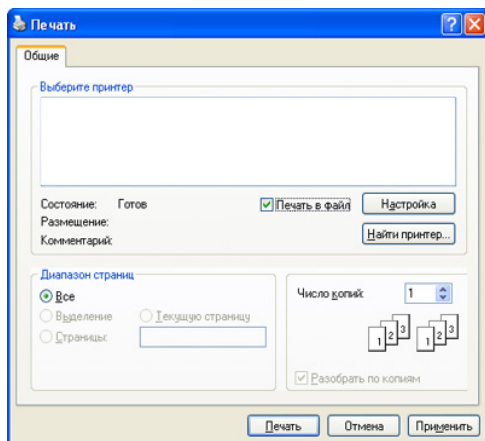 Печать
Общие
Выберите принтер
Состояние: Готов
Печать в файл
Настройка
Размещение:
Комментарий:
Найти принтер...
Диапазон страниц
Все
Выделение
Текущую страницу
Страницы:
Число копий: 1
1 2 3 1 2 3
Разобрать по копиям
Печать
Отмена
Применить